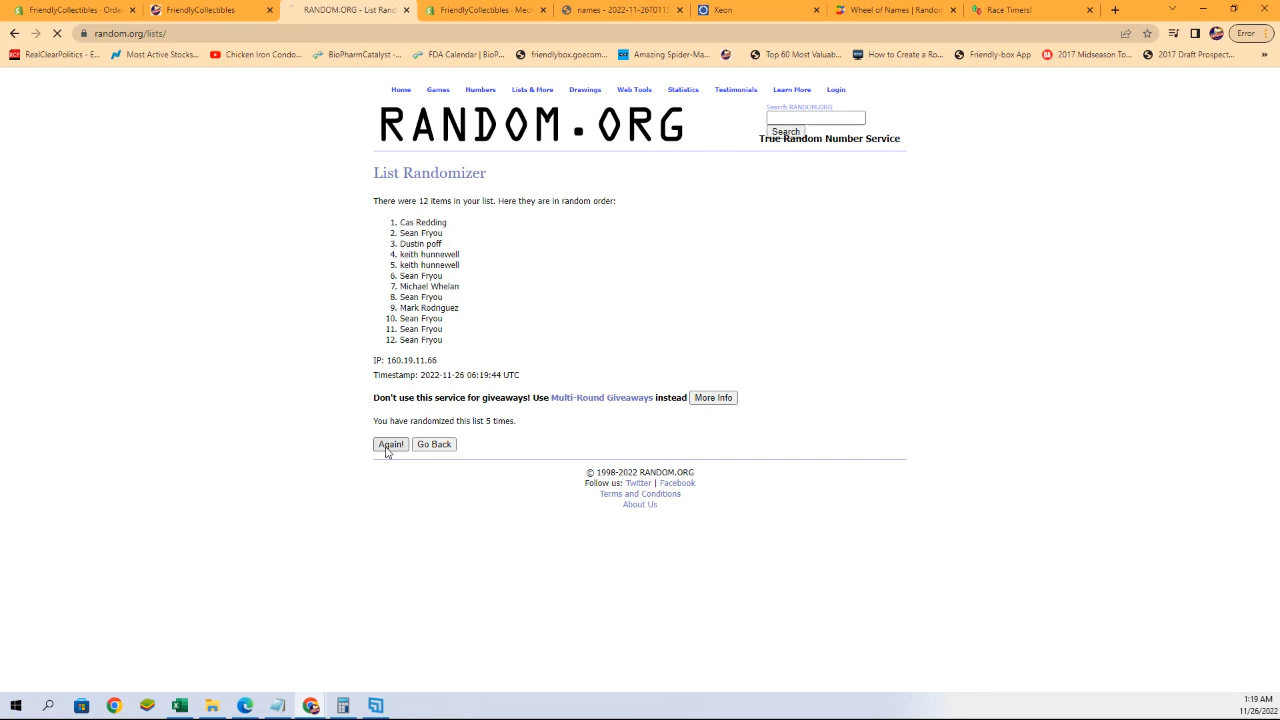 FriendlyCollectibles - Order
FriendlyCollectibles
RANDOM.ORG - List Rand
FriendlyCollectibles - Mech
names - 2022-11-26T0115
Xeon
Wheel of Names | Random
Race Timers!
random.org/lists/
Error
RealClearPolitics - E...
Most Active Stocks...
Chicken Iron Condo...
BioPharmCatalyst -...
FDA Calendar | BioP...
friendlybox.goecom...
Amazing Spider-Ma...
Top 60 Most Valuab...
How to Create a Ro...
Friendly-box App
2017 Midseason To...
2017 Draft Prospect...
Home Games Numbers Lists & More Drawings Web Tools Statistics Testimonials Learn More Login
RANDOM.ORG
Search RANDOM.ORG
Search
True Random Number Service
List Randomizer
There were 12 items in your list. Here they are in random order:
1. Cas Redding
2. Sean Fryou
3. Dustin poff
4. keith hunnewell
5. keith hunnewell
6. Sean Fryou
7. Michael Whelan
8. Sean Fryou
9. Mark Rodriguez
10. Sean Fryou
11. Sean Fryou
12. Sean Fryou
IP: 160.19.11.66
Timestamp: 2022-11-26 06:19:44 UTC
Don't use this service for giveaways! Use Multi-Round Giveaways instead More Info
You have randomized this list 5 times.
Again! Go Back
© 1998-2022 RANDOM.ORG
Follow us: Twitter | Facebook
Terms and Conditions
About Us
1:19 AM
11/26/2022